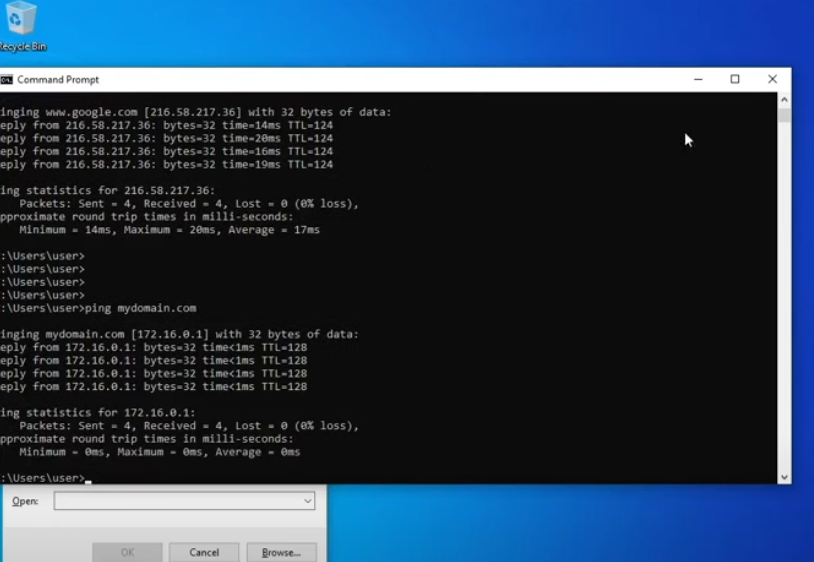 Recycle Bin
Command Prompt
inging www.google.com [216.58.217.36] with 32 bytes of data:
eply from 216.58.217.36: bytes=32 time=14ms TTL=124
eply from 216.58.217.36: bytes=32 time=20ms TTL=124
eply from 216.58.217.36: bytes=32 time=16ms TTL=124
eply from 216.58.217.36: bytes=32 time=19ms TTL=124
ing statistics for 216.58.217.36:
Packets: Sent = 4, Received = 4, Lost = 0 (0% loss),
pproximate round trip times in milli-seconds:
Minimum = 14ms, Maximum = 20ms, Average = 17ms
:\Users\user>
:\Users\user>
:\Users\user>
:\Users\user>
:\Users\user>ping mydomain.com
inging mydomain.com [172.16.0.1] with 32 bytes of data:
eply from 172.16.0.1: bytes=32 time<1ms TTL=128
eply from 172.16.0.1: bytes=32 time<1ms TTL=128
eply from 172.16.0.1: bytes=32 time<1ms TTL=128
eply from 172.16.0.1: bytes=32 time<1ms TTL=128
ing statistics for 172.16.0.1:
Packets: Sent = 4, Received = 4, Lost = 0 (0% loss),
pproximate round trip times in milli-seconds:
Minimum = 0ms, Maximum = 0ms, Average = 0ms
:\Users\user>
Open:
OK Cancel Browse...